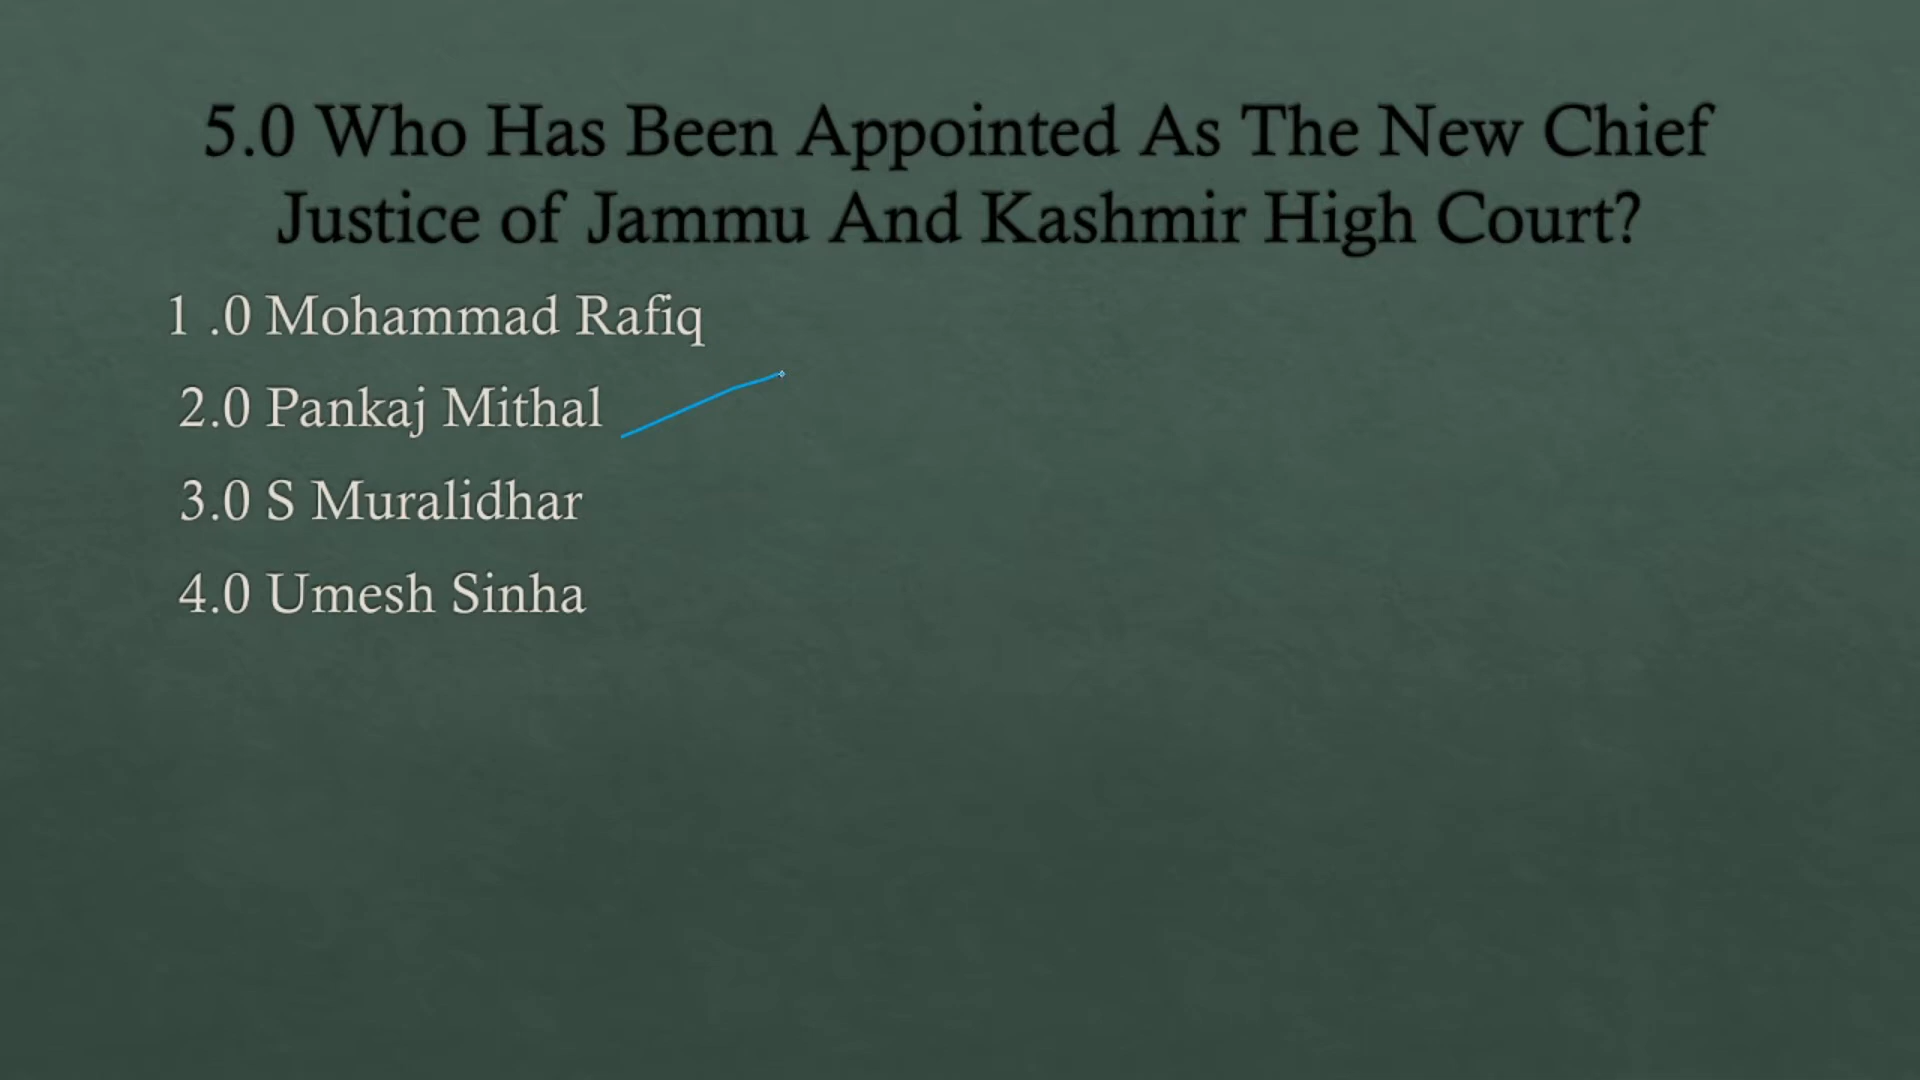 5.0 Who Has Been Appointed As The New Chief
Justice of Jammu And Kashmir High Court?
1 .0 Mohammad Rafiq
2.0 Pankaj Mithal
3.0 S Muralidhar
4.0 Umesh Sinha